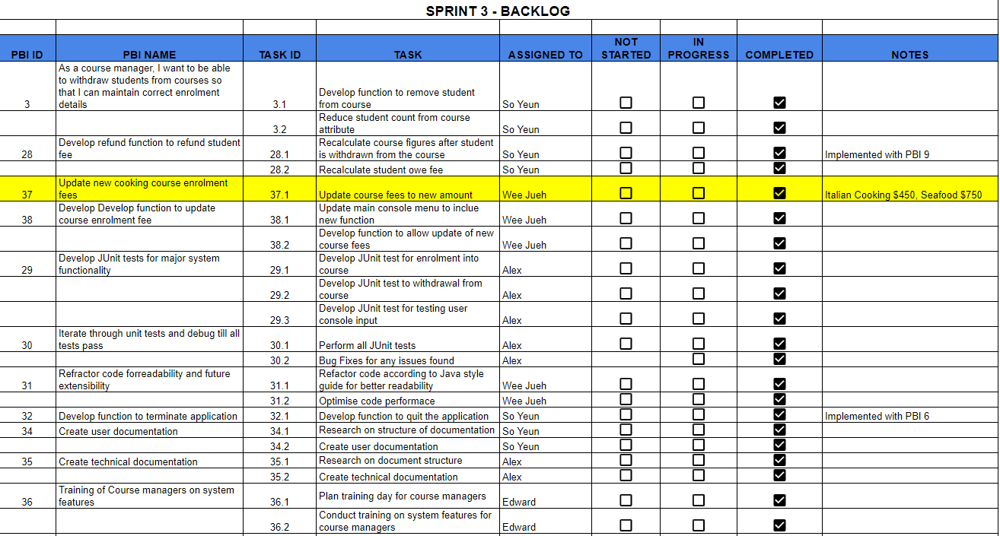 SPRINT 3 - BACKLOG
PBI ID PBI NAME TASK ID TASK ASSIGNED TO NOT STARTED IN PROGRESS COMPLETED NOTES
As a course manager, I want to be able
to withdraw students from courses so
that I can maintain correct enrolment
details
3 3.1 Develop function to remove student
from course So Yeun
3.2 Reduce student count from course
attribute So Yeun
28 Develop refund function to refund student
fee 28.1 Recalculate course figures after student
is withdrawn from the course So Yeun Implemented with PBI 9
28.2 Recalculate student owe fee So Yeun
37 Update new cooking course enrolment
fees 37.1 Update course fees to new amount Wee Jueh Italian Cooking $450, Seafood $750
38 Develop Develop function to update
course enrolment fee 38.1 Update main console menu to inclue
new function Wee Jueh
38.2 Develop function to allow update of new
course fees Wee Jueh
29 Develop JUnit tests for major system
functionality 29.1 Develop JUnit test for enrolment into
course Alex
29.2 Develop JUnit test to withdrawal from
course Alex
29.3 Develop JUnit test for testing user
console input Alex
30 Iterate through unit tests and debug till all
tests pass 30.1 Perform all JUnit tests Alex
30.2 Bug Fixes for any issues found Alex
31 Refractor code forreadability and future
extensibility 31.1 Refactor code according to Java style
guide for better readability Wee Jueh
31.2 Optimise code performace Wee Jueh
32 Develop function to terminate application 32.1 Develop function to quit the application So Yeun Implemented with PBI 6
34 Create user documentation 34.1 Research on structure of documentation So Yeun
34.2 Create user documentation So Yeun
35 Create technical documentation 35.1 Research on document structure Alex
35.2 Create technical documentation Alex
36 Training of Course managers on system
features 36.1 Plan training day for course managers Edward
36.2 Conduct training on system features for
course managers Edward